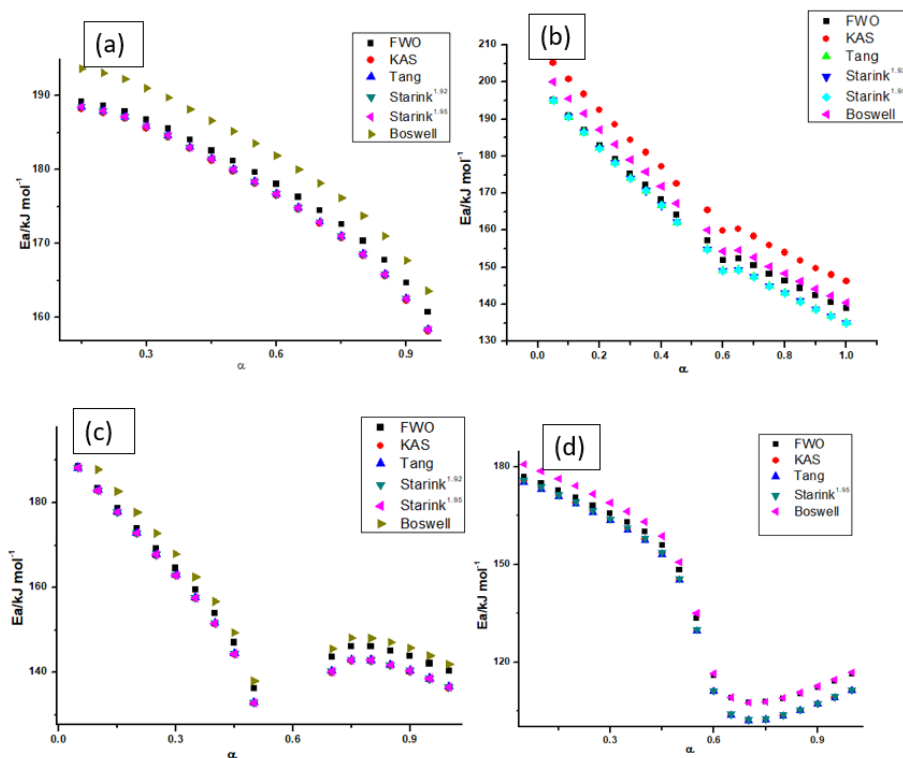 (a)
FWO
KAS
Tang
Starink¹·⁹²
Starink¹·⁹⁵
Boswell
Ea/kJ mol⁻¹
190
180
170
160
0.3
0.6
0.9
α
(b)
FWO
KAS
Tang
Starink¹·⁹²
Starink¹·⁹⁵
Boswell
Ea/kJ mol⁻¹
210
200
190
180
170
160
150
140
130
0.0
0.2
0.4
0.6
0.8
1.0
α
(c)
FWO
KAS
Tang
Starink¹·⁹²
Starink¹·⁹⁵
Boswell
Ea/kJ mol⁻¹
180
160
140
0.0
0.3
0.6
0.9
α
(d)
FWO
KAS
Tang
Starink¹·⁹⁵
Boswell
Ea/kJ mol⁻¹
180
150
120
0.3
0.6
0.9
α